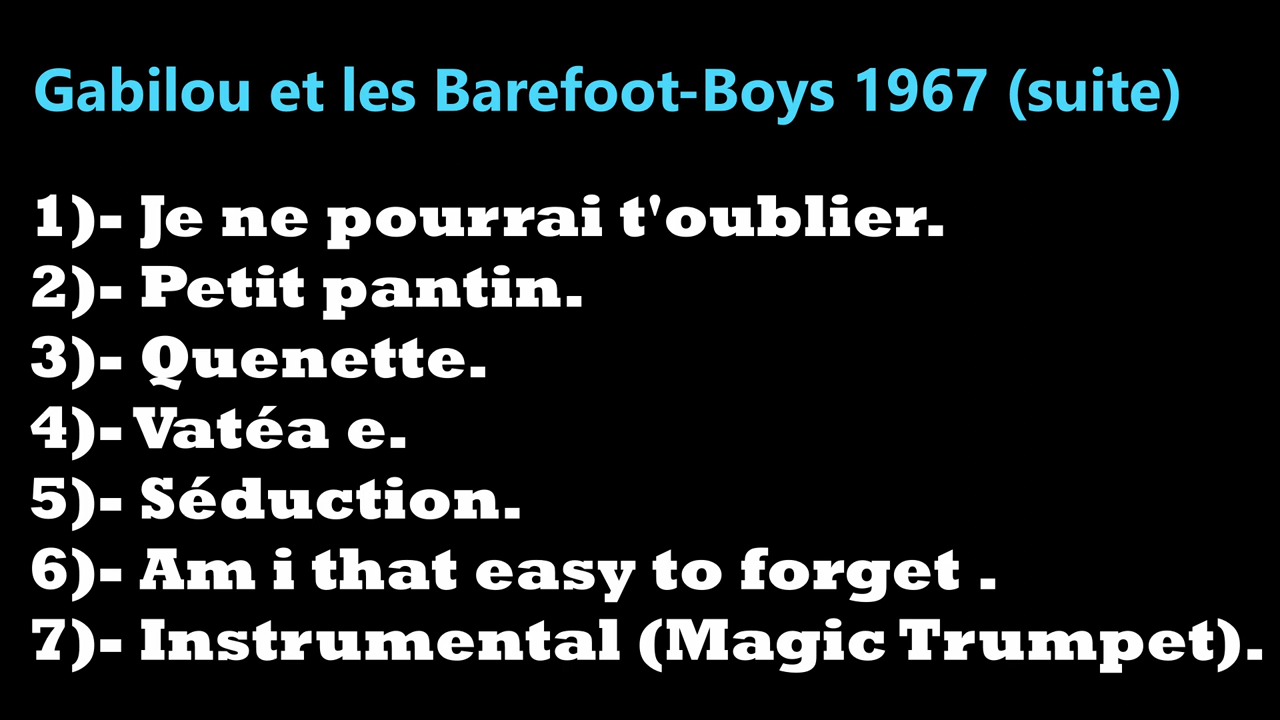 Gabilou et les Barefoot-Boys 1967 (suite)
1)- Je ne pourrai t'oublier.
2)- Petit pantin.
3)- Quenette.
4)- Vatéa e.
5)- Séduction.
6)- Am i that easy to forget .
7)- Instrumental (Magic Trumpet).